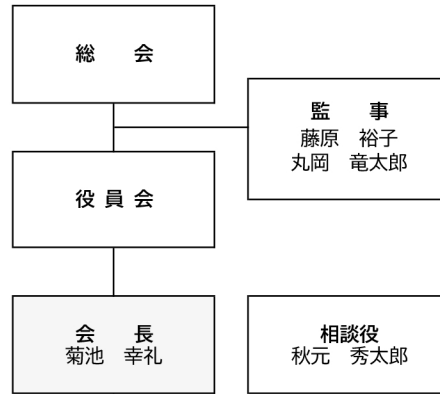 総　会
監　事
藤原　裕子
丸岡　竜太郎
役 員 会
会　長
菊池　幸礼
相談役
秋元　秀太郎